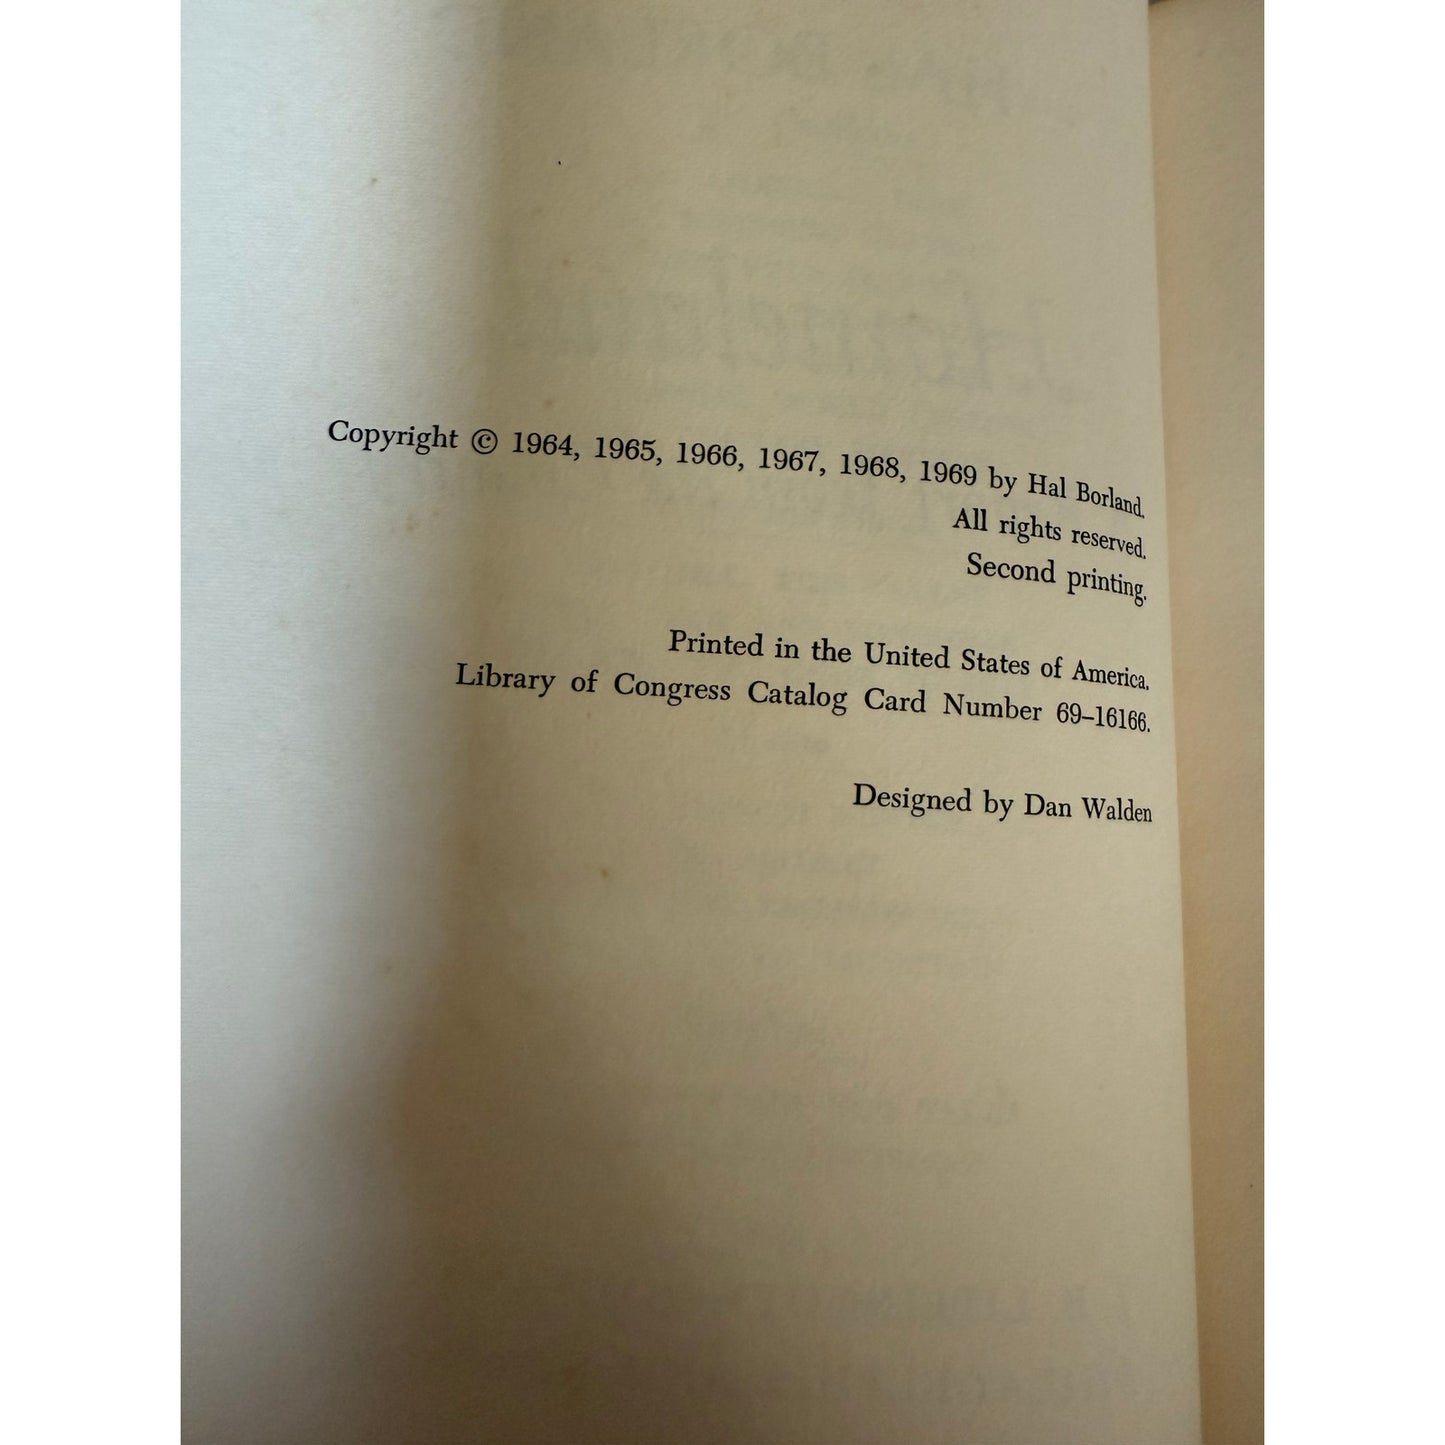 Copyright © 1964, 1965, 1966, 1967, 1968, 1969 by Hal Borland.
All rights reserved.
Second printing.
Printed in the United States of America.
Library of Congress Catalog Card Number 69–16166.
Designed by Dan Walden